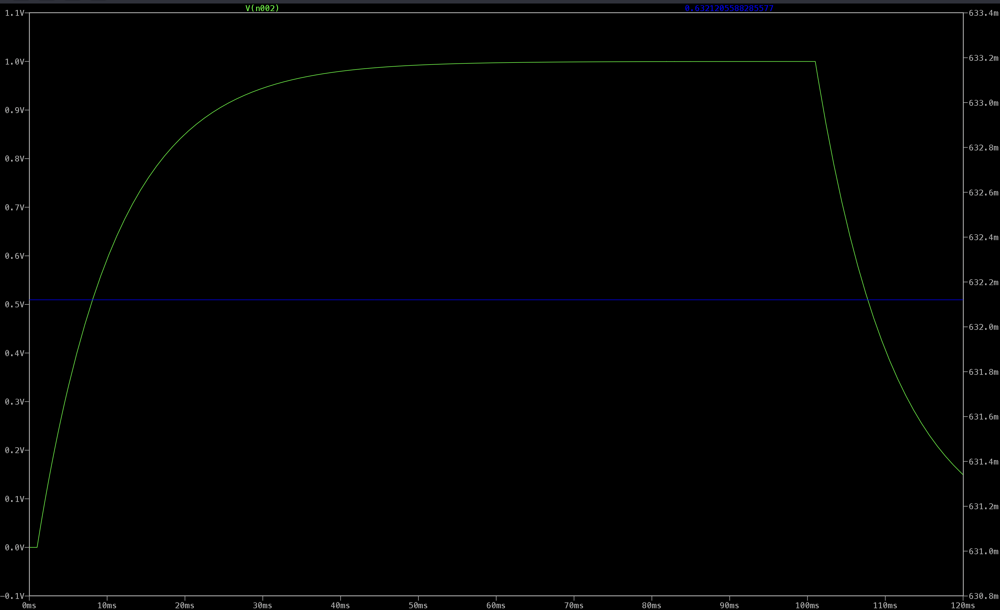 V(n002) 0.6321205588285577
1.1V 633.4m
1.0V 633.2m
0.9V 633.0m
0.8V 632.8m
0.7V 632.6m
0.6V 632.4m
0.5V 632.2m
0.4V 632.0m
0.3V 631.8m
0.2V 631.6m
0.1V 631.4m
0.0V 631.2m
-0.1V 631.0m
630.8m
0ms 10ms 20ms 30ms 40ms 50ms 60ms 70ms 80ms 90ms 100ms 110ms 120ms